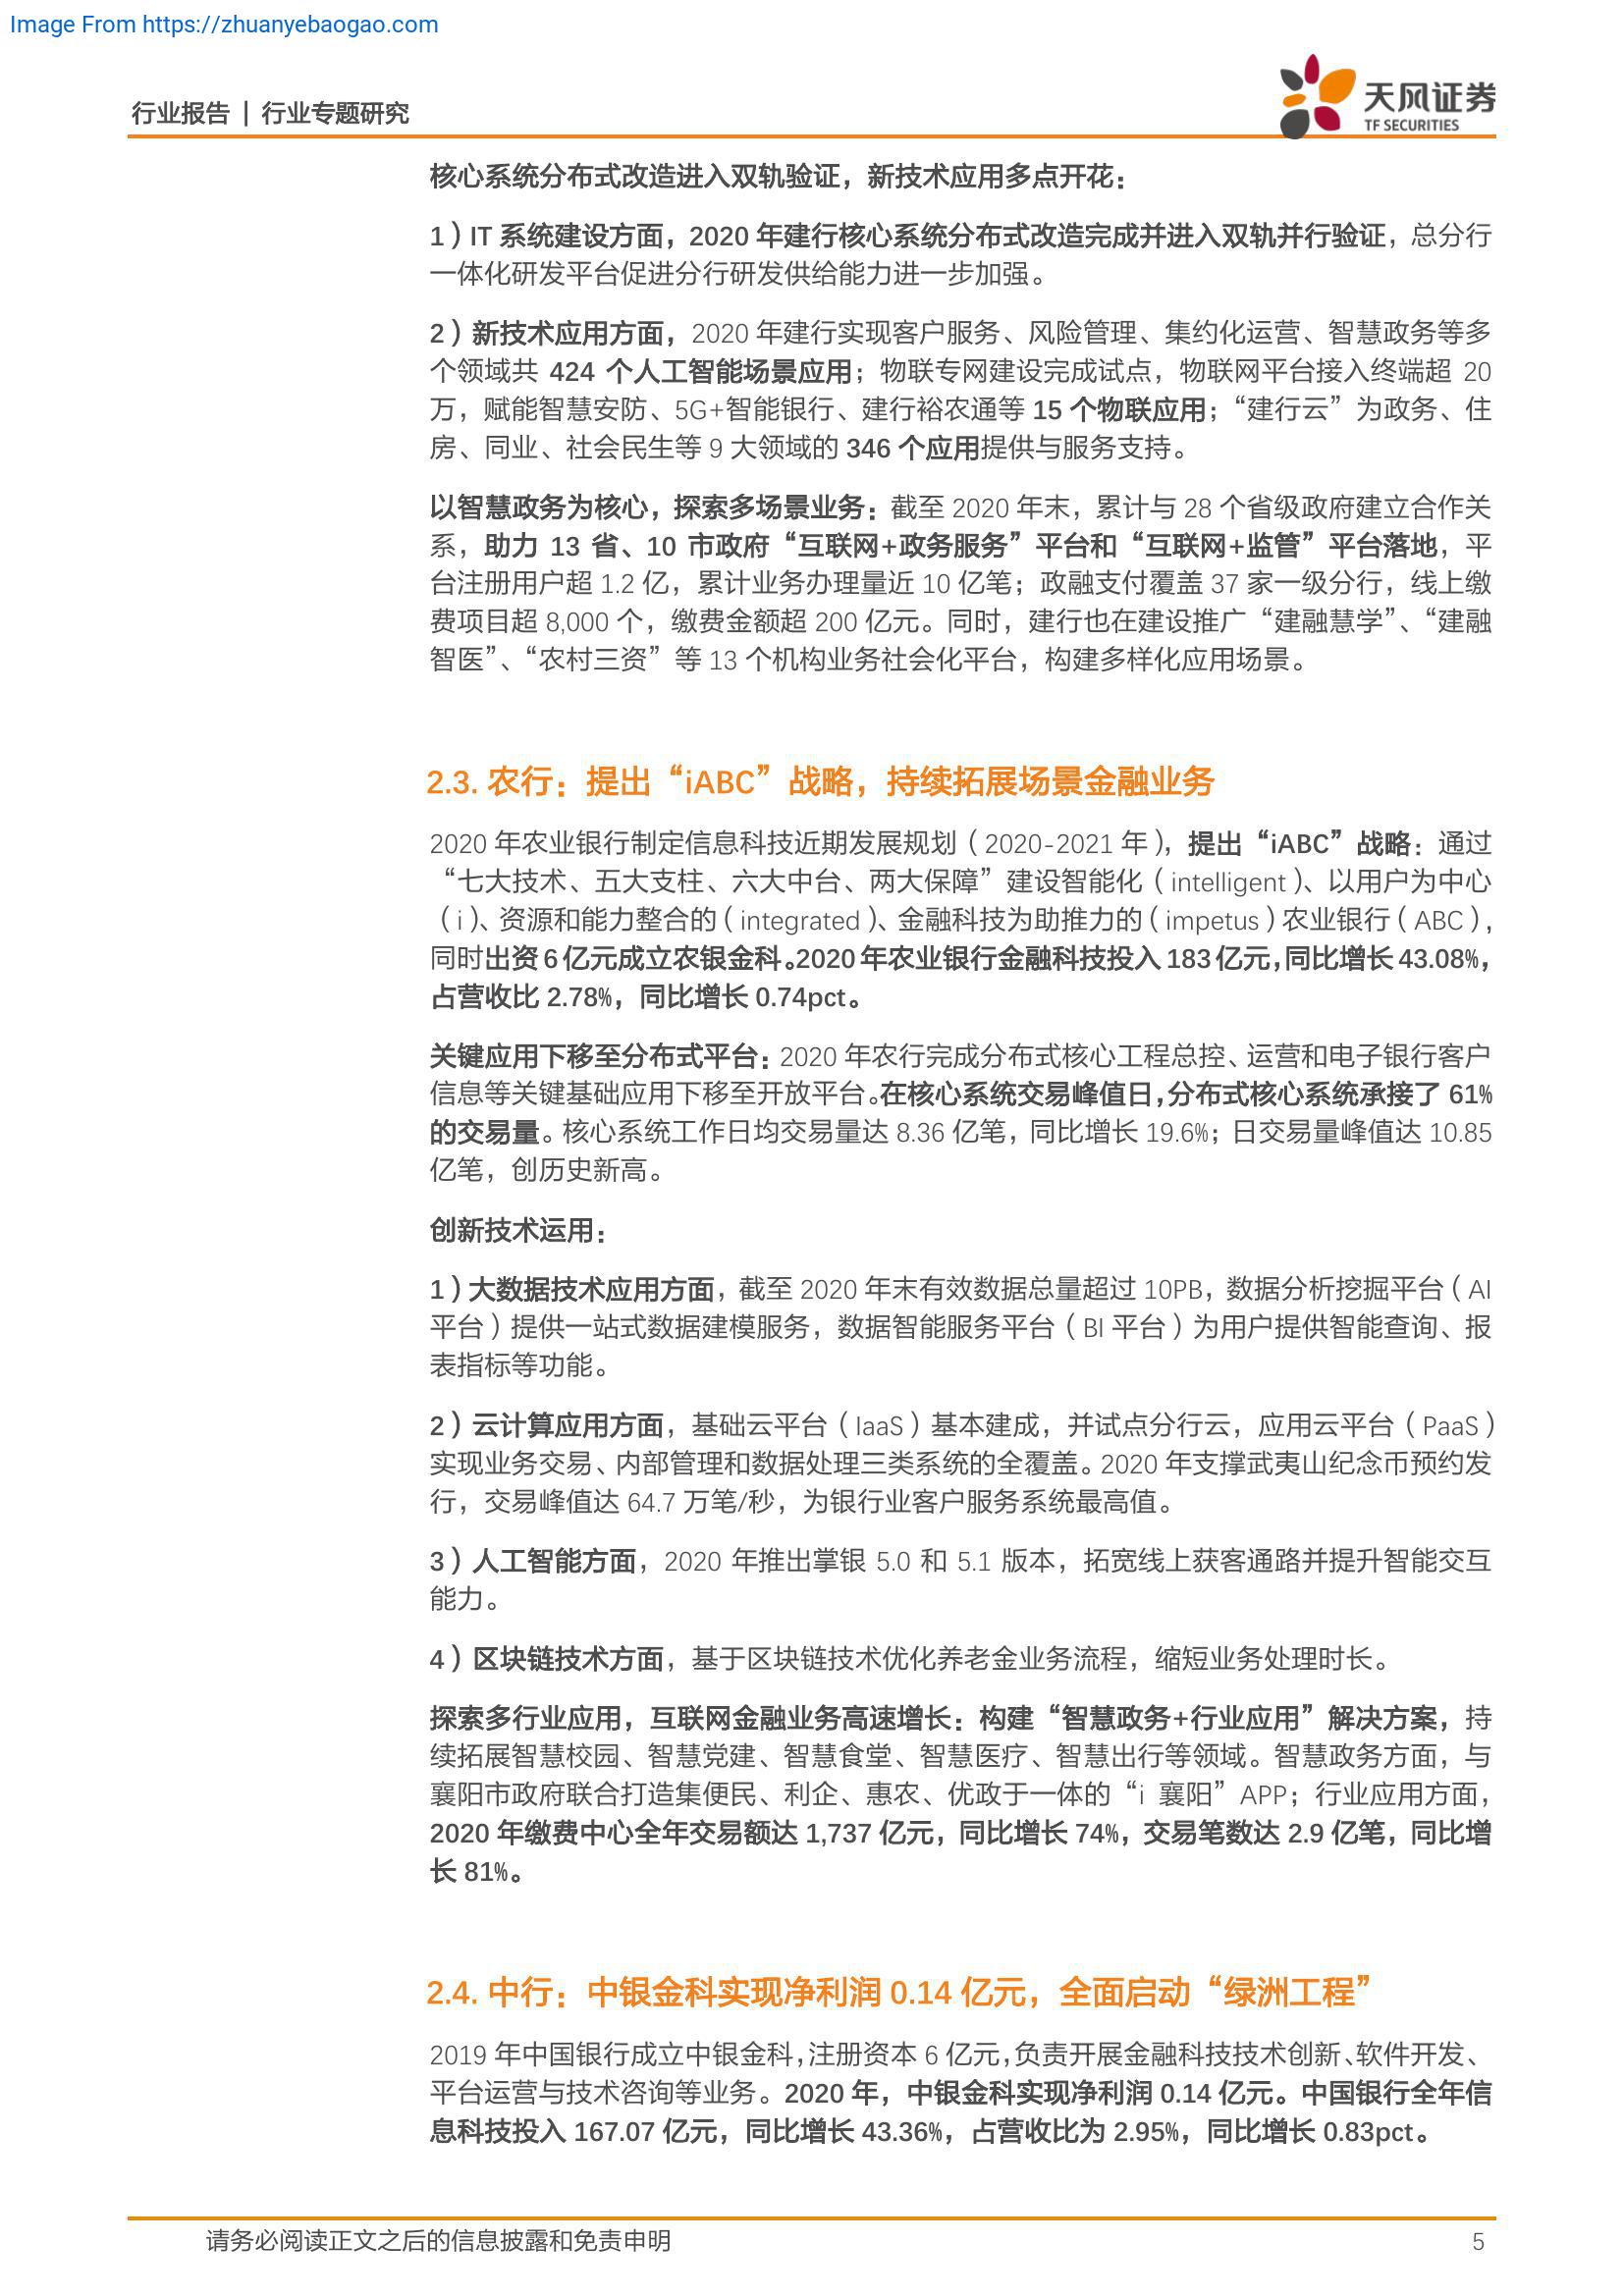 Image From https://zhuanyebaogao.com
行业报告 | 行业专题研究
天风证券
TF SECURITIES
核心系统分布式改造进入双轨验证，新技术应用多点开花：
1）IT 系统建设方面，2020 年建行核心系统分布式改造完成并进入双轨并行验证，总分行
一体化研发平台促进分行研发供给能力进一步加强。
2）新技术应用方面，2020 年建行实现客户服务、风险管理、集约化运营、智慧政务等多
个领域共 424 个人工智能场景应用；物联专网建设完成试点，物联网平台接入终端超 20
万，赋能智慧安防、5G+智能银行、建行裕农通等 15 个物联应用；“建行云”为政务、住
房、同业、社会民生等 9 大领域的 346 个应用提供与服务支持。
以智慧政务为核心，探索多场景业务：截至 2020 年末，累计与 28 个省级政府建立合作关
系，助力 13 省、10 市政府“互联网+政务服务”平台和“互联网+监管”平台落地，平
台注册用户超 1.2 亿，累计业务办理量近 10 亿笔；政融支付覆盖 37 家一级分行，线上缴
费项目超 8,000 个，缴费金额超 200 亿元。同时，建行也在建设推广“建融慧学”、“建融
智医”、“农村三资”等 13 个机构业务社会化平台，构建多样化应用场景。
2.3. 农行：提出“iABC”战略，持续拓展场景金融业务
2020 年农业银行制定信息科技近期发展规划（2020-2021 年），提出“iABC”战略：通过
“七大技术、五大支柱、六大中台、两大保障”建设智能化（intelligent）、以用户为中心
（i）、资源和能力整合的（integrated）、金融科技为助推力的（impetus）农业银行（ABC），
同时出资 6 亿元成立农银金科。2020 年农业银行金融科技投入 183 亿元，同比增长 43.08%，
占营收比 2.78%，同比增长 0.74pct。
关键应用下移至分布式平台：2020 年农行完成分布式核心工程总控、运营和电子银行客户
信息等关键基础应用下移至开放平台。在核心系统交易峰值日，分布式核心系统承接了 61%
的交易量。核心系统工作日均交易量达 8.36 亿笔，同比增长 19.6%；日交易量峰值达 10.85
亿笔，创历史新高。
创新技术运用：
1）大数据技术应用方面，截至 2020 年末有效数据总量超过 10PB，数据分析挖掘平台（AI
平台）提供一站式数据建模服务，数据智能服务平台（BI 平台）为用户提供智能查询、报
表指标等功能。
2）云计算应用方面，基础云平台（IaaS）基本建成，并试点分行云，应用云平台（PaaS）
实现业务交易、内部管理和数据处理三类系统的全覆盖。2020 年支撑武夷山纪念币预约发
行，交易峰值达 64.7 万笔/秒，为银行业客户服务系统最高值。
3）人工智能方面，2020 年推出掌银 5.0 和 5.1 版本，拓宽线上获客通路并提升智能交互
能力。
4）区块链技术方面，基于区块链技术优化养老金业务流程，缩短业务处理时长。
探索多行业应用，互联网金融业务高速增长：构建“智慧政务+行业应用”解决方案，持
续拓展智慧校园、智慧党建、智慧食堂、智慧医疗、智慧出行等领域。智慧政务方面，与
襄阳市政府联合打造集便民、利企、惠农、优政于一体的“i 襄阳”APP；行业应用方面，
2020 年缴费中心全年交易额达 1,737 亿元，同比增长 74%，交易笔数达 2.9 亿笔，同比增
长 81%。
2.4. 中行：中银金科实现净利润 0.14 亿元，全面启动“绿洲工程”
2019 年中国银行成立中银金科，注册资本 6 亿元，负责开展金融科技技术创新、软件开发、
平台运营与技术咨询等业务。2020 年，中银金科实现净利润 0.14 亿元。中国银行全年信
息科技投入 167.07 亿元，同比增长 43.36%，占营收比为 2.95%，同比增长 0.83pct。
请务必阅读正文之后的信息披露和免责申明
5